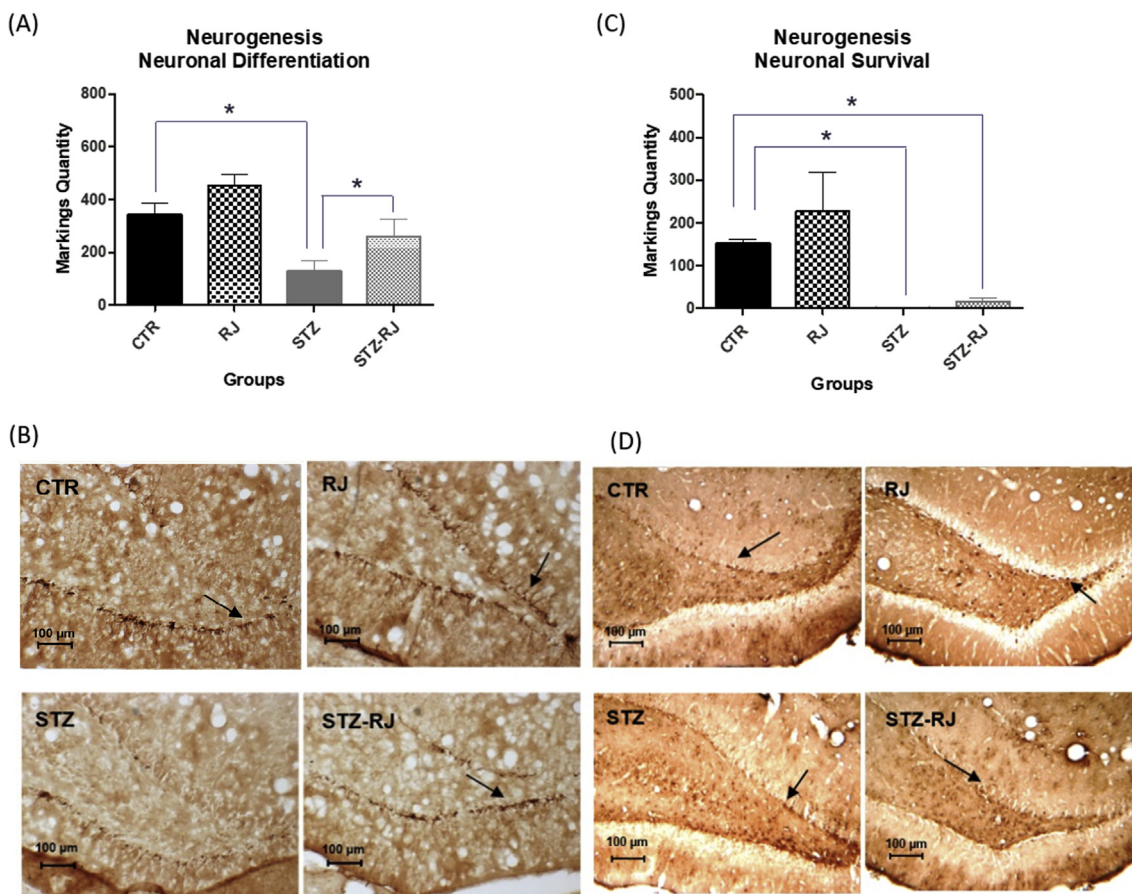 (A)
Neurogenesis
Neuronal Differentiation
Markings Quantity
800
600
400
200
0
*
*
CTR
RJ
STZ
STZ-RJ
Groups
(C)
Neurogenesis
Neuronal Survival
Markings Quantity
500
400
300
200
100
0
*
*
CTR
RJ
STZ
STZ-RJ
Groups
(B)
CTR
100 µm
RJ
100 µm
STZ
100 µm
STZ-RJ
100 µm
(D)
CTR
100 µm
RJ
100 µm
STZ
100 µm
STZ-RJ
100 µm